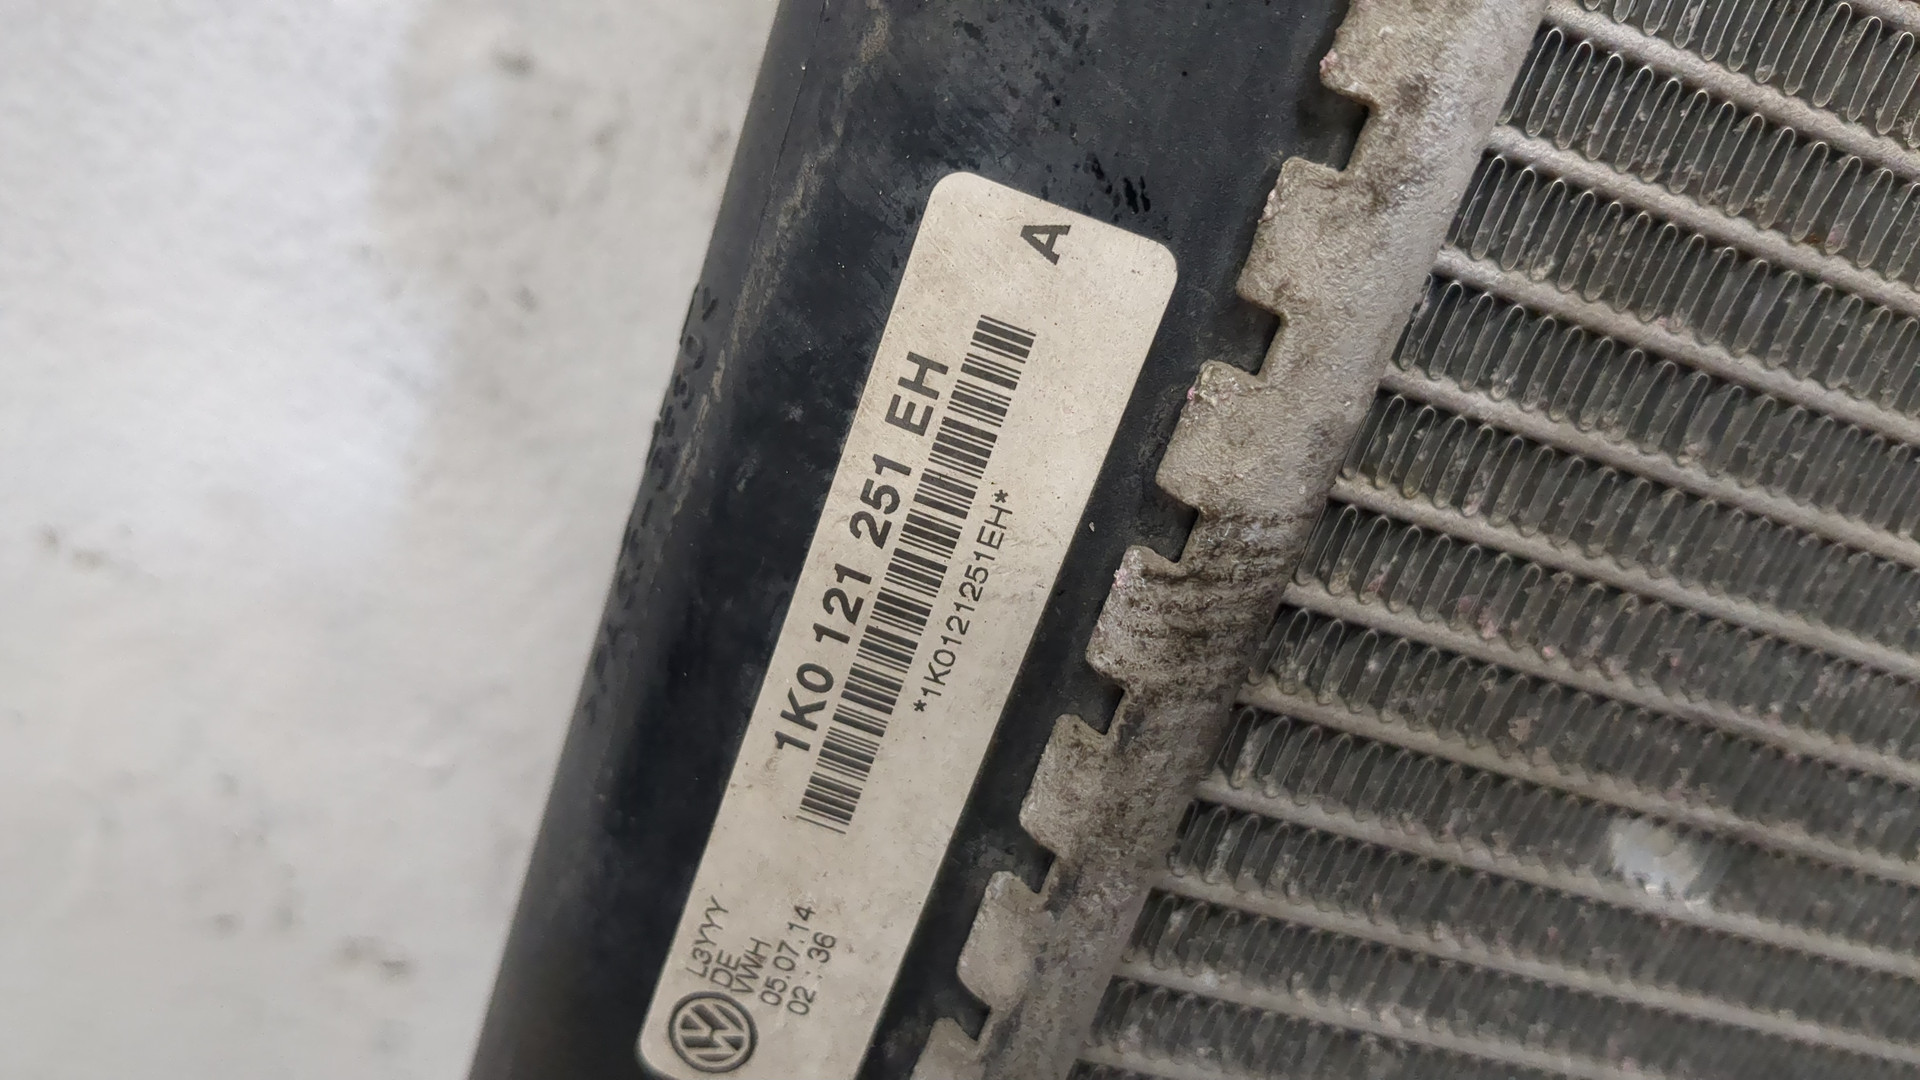 A
1K0 121 251 EH
*1K0121251EH*
L3YYY
DE
VWH
05.07.14
02 : 36